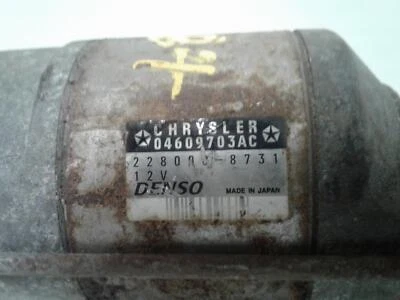 CHRYSLER
04609703AC
228000-8731
12V
DENSO MADE IN JAPAN